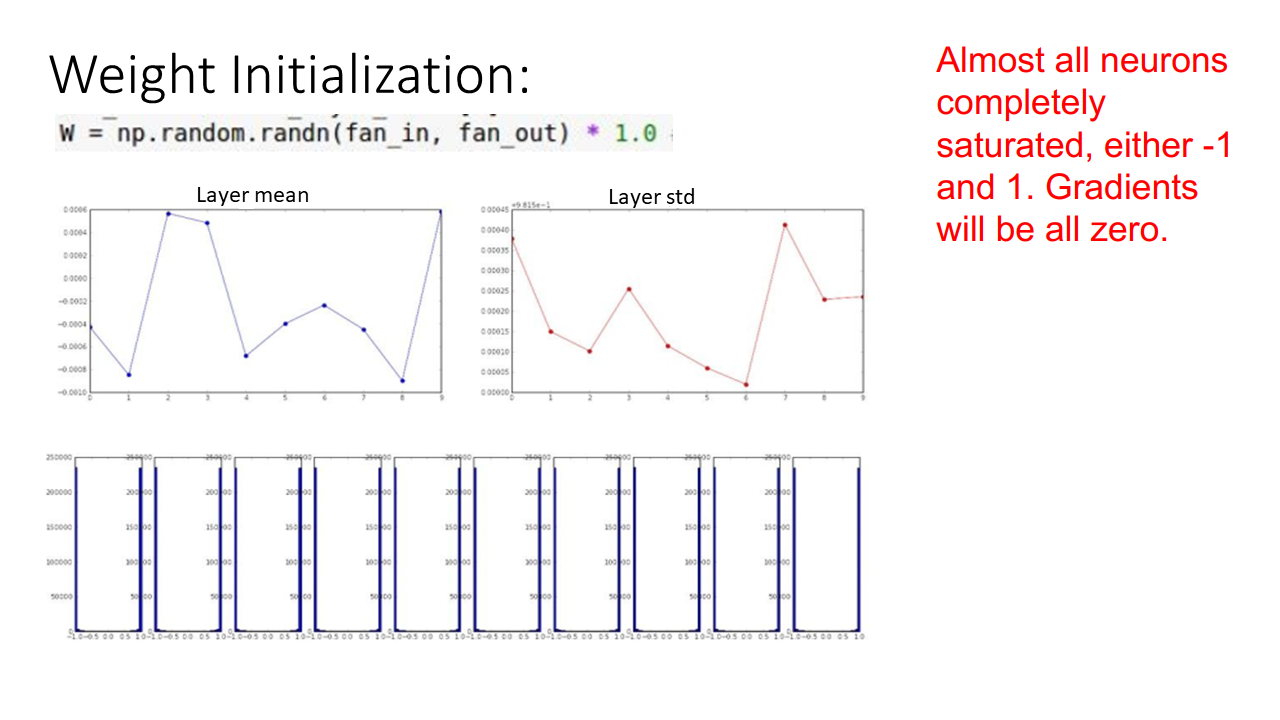 Weight Initialization:
W = np.random.randn(fan_in, fan_out) * 1.0
Almost all neurons
completely
saturated, either -1
and 1. Gradients
will be all zero.
Layer mean
0.0006
0.0004
0.0002
0.0000
−0.0002
−0.0004
−0.0006
−0.0008
−0.0010
0 1 2 3 4 5 6 7 8 9
Layer std
+9.815e−1
0.00045
0.00040
0.00035
0.00030
0.00025
0.00020
0.00015
0.00010
0.00005
0.00000
0 1 2 3 4 5 6 7 8 9
250000
200000
150000
100000
50000
−1.0 −0.5 0.0 0.5 1.0